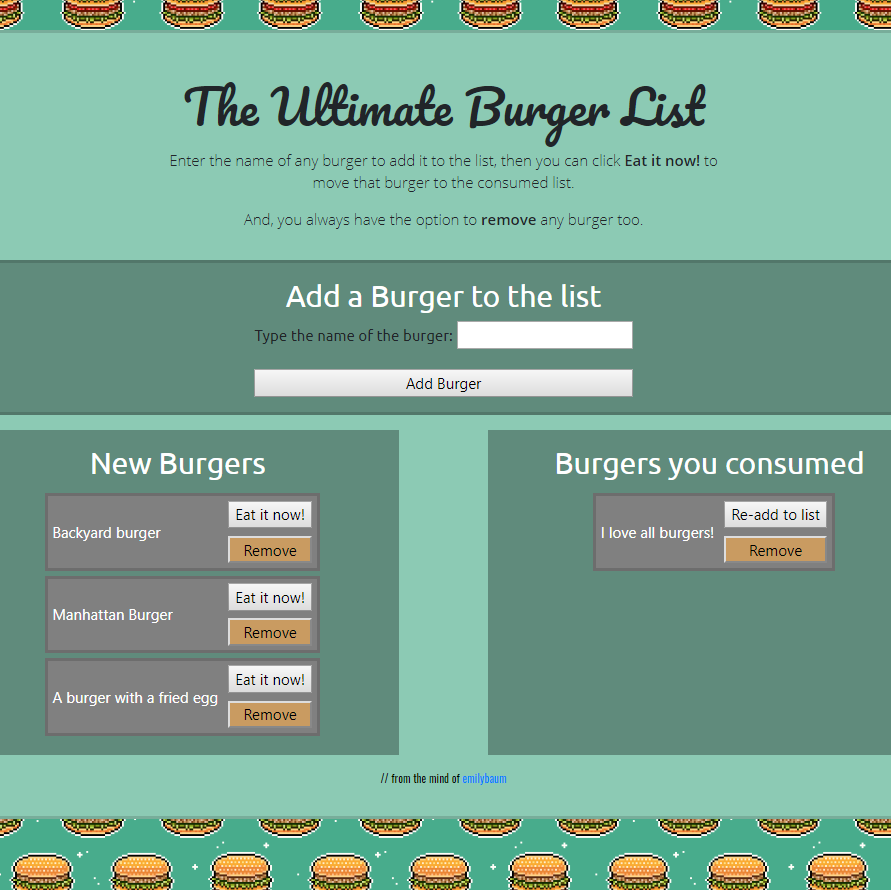 The Ultimate Burger List
Enter the name of any burger to add it to the list, then you can click Eat it now! to
move that burger to the consumed list.
And, you always have the option to remove any burger too.
Add a Burger to the list
Type the name of the burger:
Add Burger
New Burgers
Backyard burger
Eat it now!
Remove
Manhattan Burger
Eat it now!
Remove
A burger with a fried egg
Eat it now!
Remove
Burgers you consumed
I love all burgers!
Re-add to list
Remove
// from the mind of emilybaum